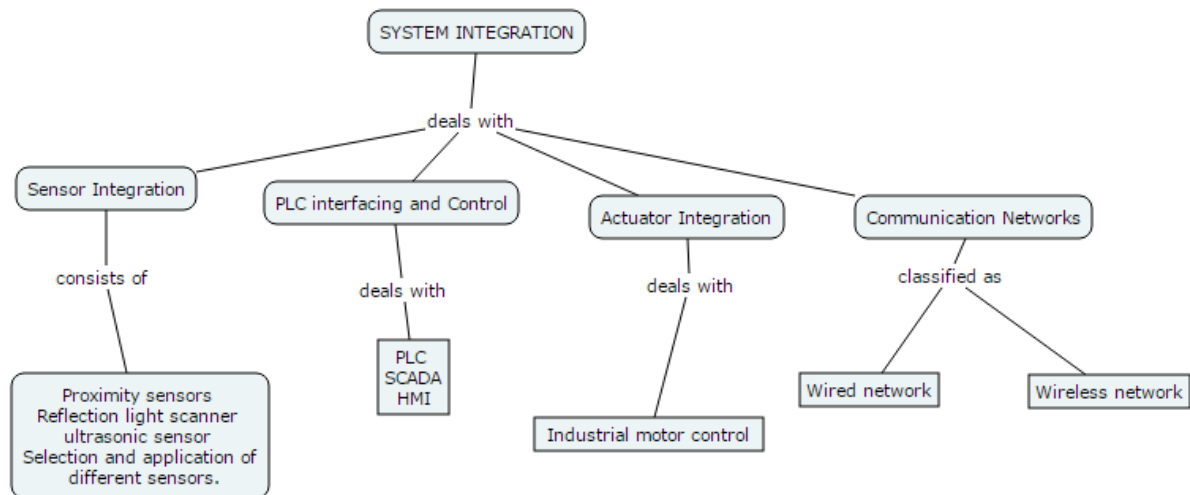 SYSTEM INTEGRATION
deals with
Sensor Integration
PLC interfacing and Control
Actuator Integration
Communication Networks
consists of
deals with
deals with
classified as
Proximity sensors
Reflection light scanner
ultrasonic sensor
Selection and application of
different sensors.
PLC
SCADA
HMI
Industrial motor control
Wired network
Wireless network